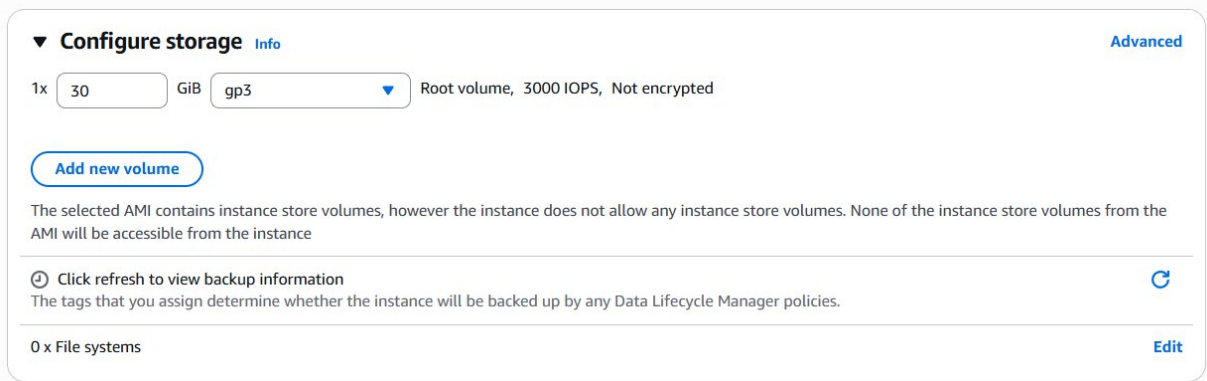 Configure storage Info Advanced
1x 30 GiB gp3 Root volume, 3000 IOPS, Not encrypted
Add new volume
The selected AMI contains instance store volumes, however the instance does not allow any instance store volumes. None of the instance store volumes from the
AMI will be accessible from the instance
Click refresh to view backup information
The tags that you assign determine whether the instance will be backed up by any Data Lifecycle Manager policies.
0 x File systems Edit